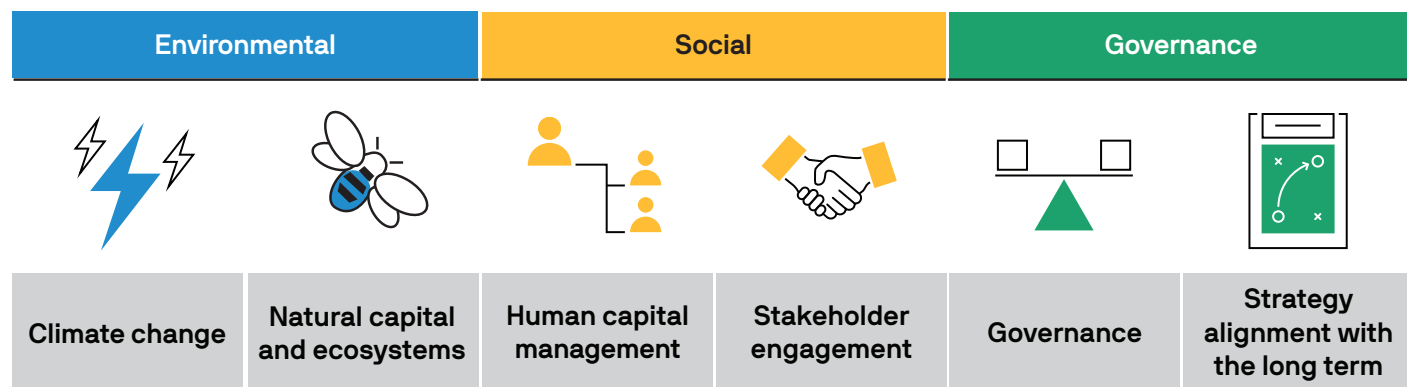 Environmental
Social
Governance
Climate change
Natural capital
and ecosystems
Human capital
management
Stakeholder
engagement
Governance
Strategy
alignment with
the long term